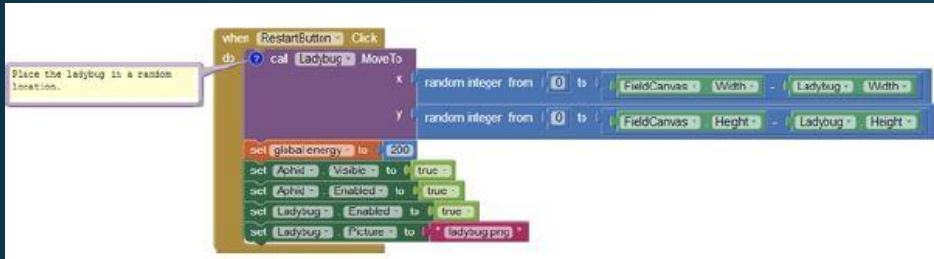 when RestartButton Click
do ? call Ladybug .MoveTo
Place the ladybug in a random
location.
x random integer from 0 to FieldCanvas . Width - Ladybug . Width
y random integer from 0 to FieldCanvas . Height - Ladybug . Height
set global energy to 200
set Aphid . Visible to true
set Aphid . Enabled to true
set Ladybug . Enabled to true
set Ladybug . Picture to " ladybug.png "